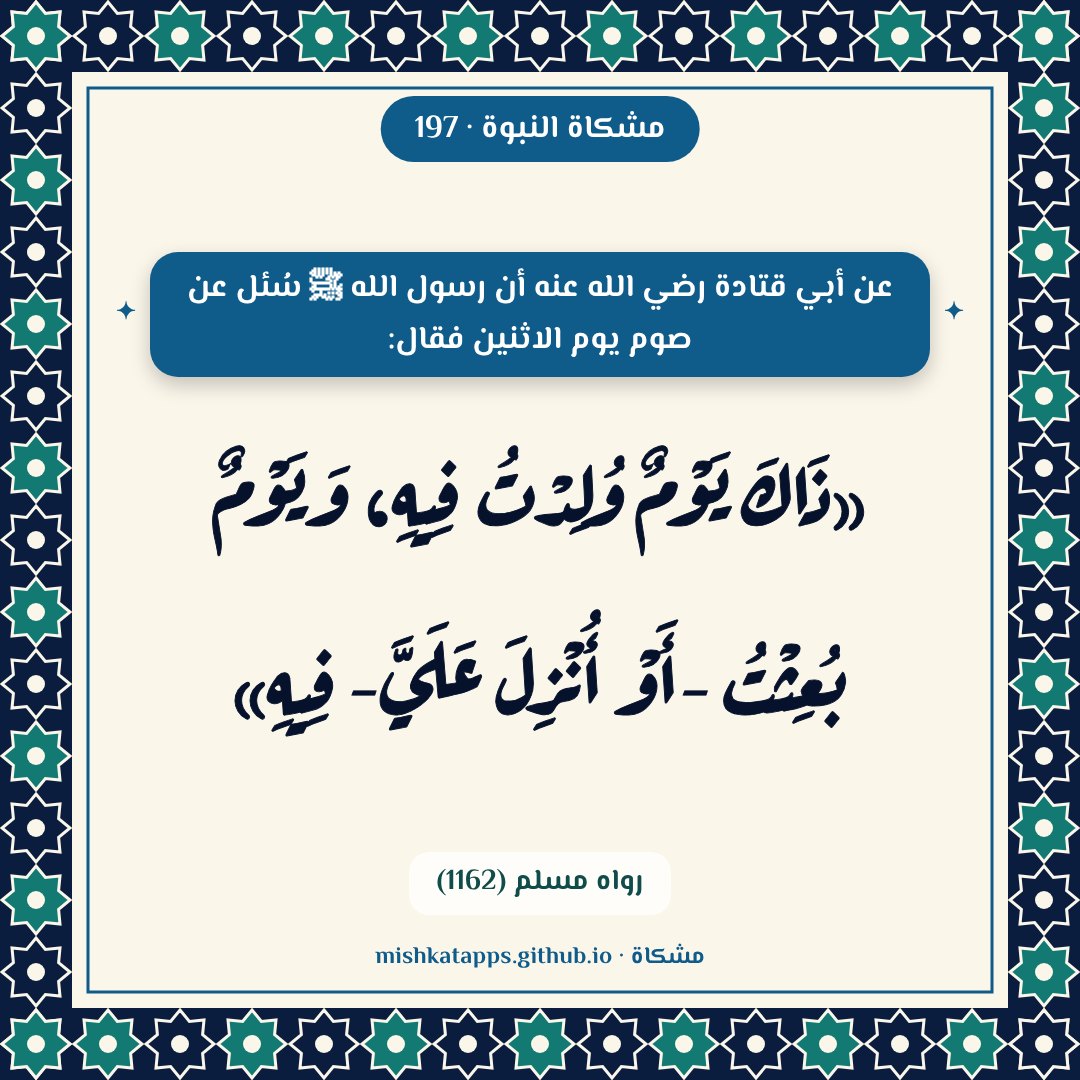 مشكاة النبوة · 197
عن أبي قتادة رضي الله عنه أن رسول الله ﷺ سُئل عن
صوم يوم الاثنين فقال:
«ذَاكَ يَوْمٌ وُلِدْتُ فِيهِ، وَيَوْمٌ
بُعِثْتُ -أَوْ أُنْزِلَ عَلَيَّ- فِيهِ»
رواه مسلم (1162)
مشكاة · mishkatapps.github.io